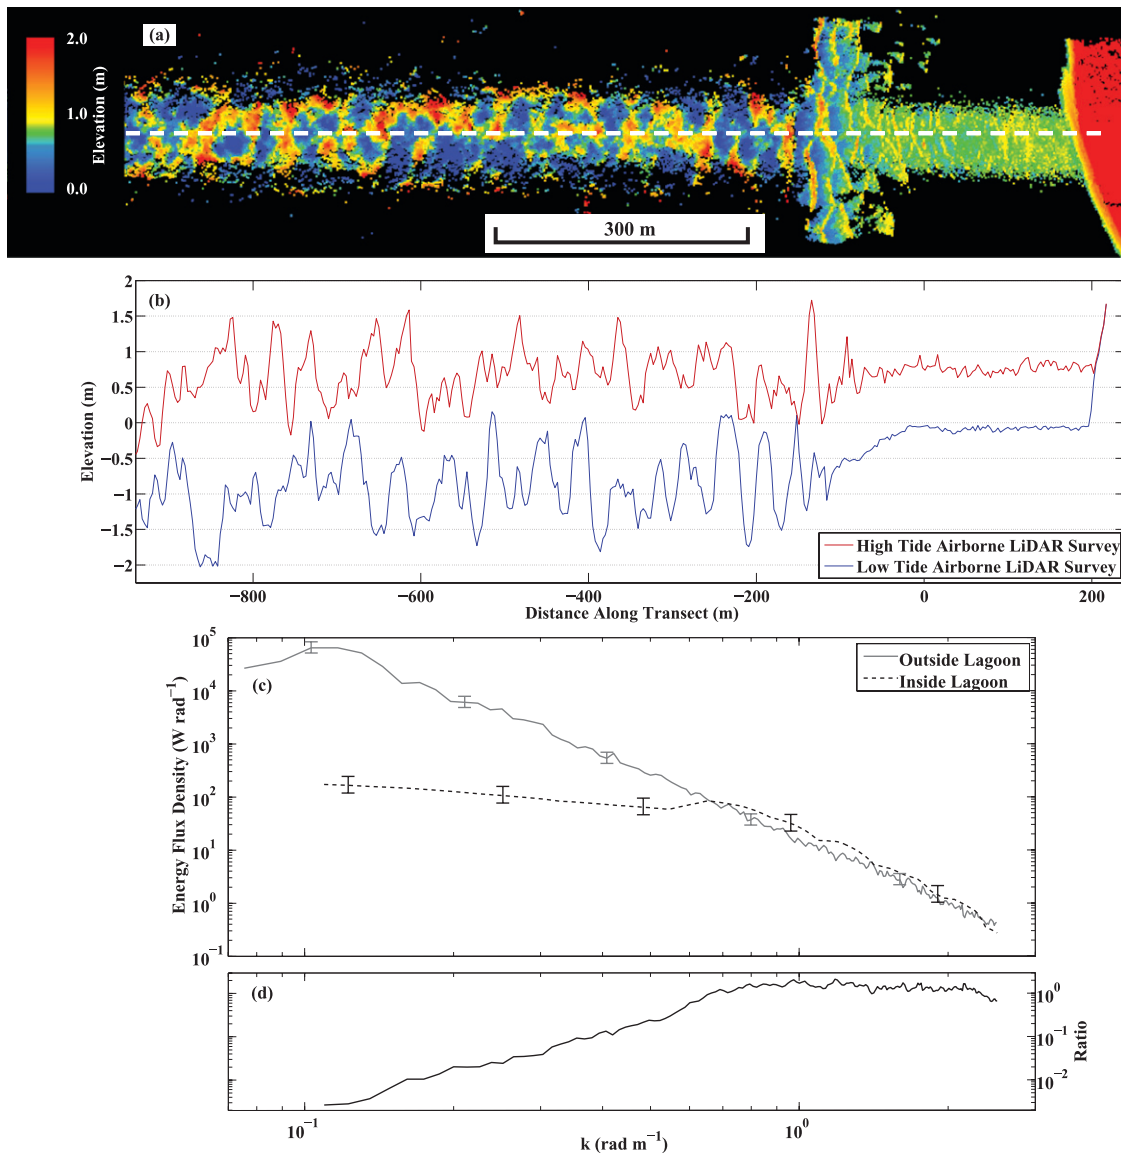 (a)
2.0
1.0
0.0
Elevation (m)
300 m
(b)
2
1.5
1
0.5
0
−0.5
−1
−1.5
−2
Elevation (m)
High Tide Airborne LiDAR Survey
Low Tide Airborne LiDAR Survey
−800 −600 −400 −200 0 200
Distance Along Transect (m)
(c)
10^5
10^4
10^3
10^2
10^1
10^0
10^−1
Energy Flux Density (W rad^−1)
Outside Lagoon
Inside Lagoon
(d)
10^0
10^−1
10^−2
Ratio
10^−1 10^0
k (rad m^−1)